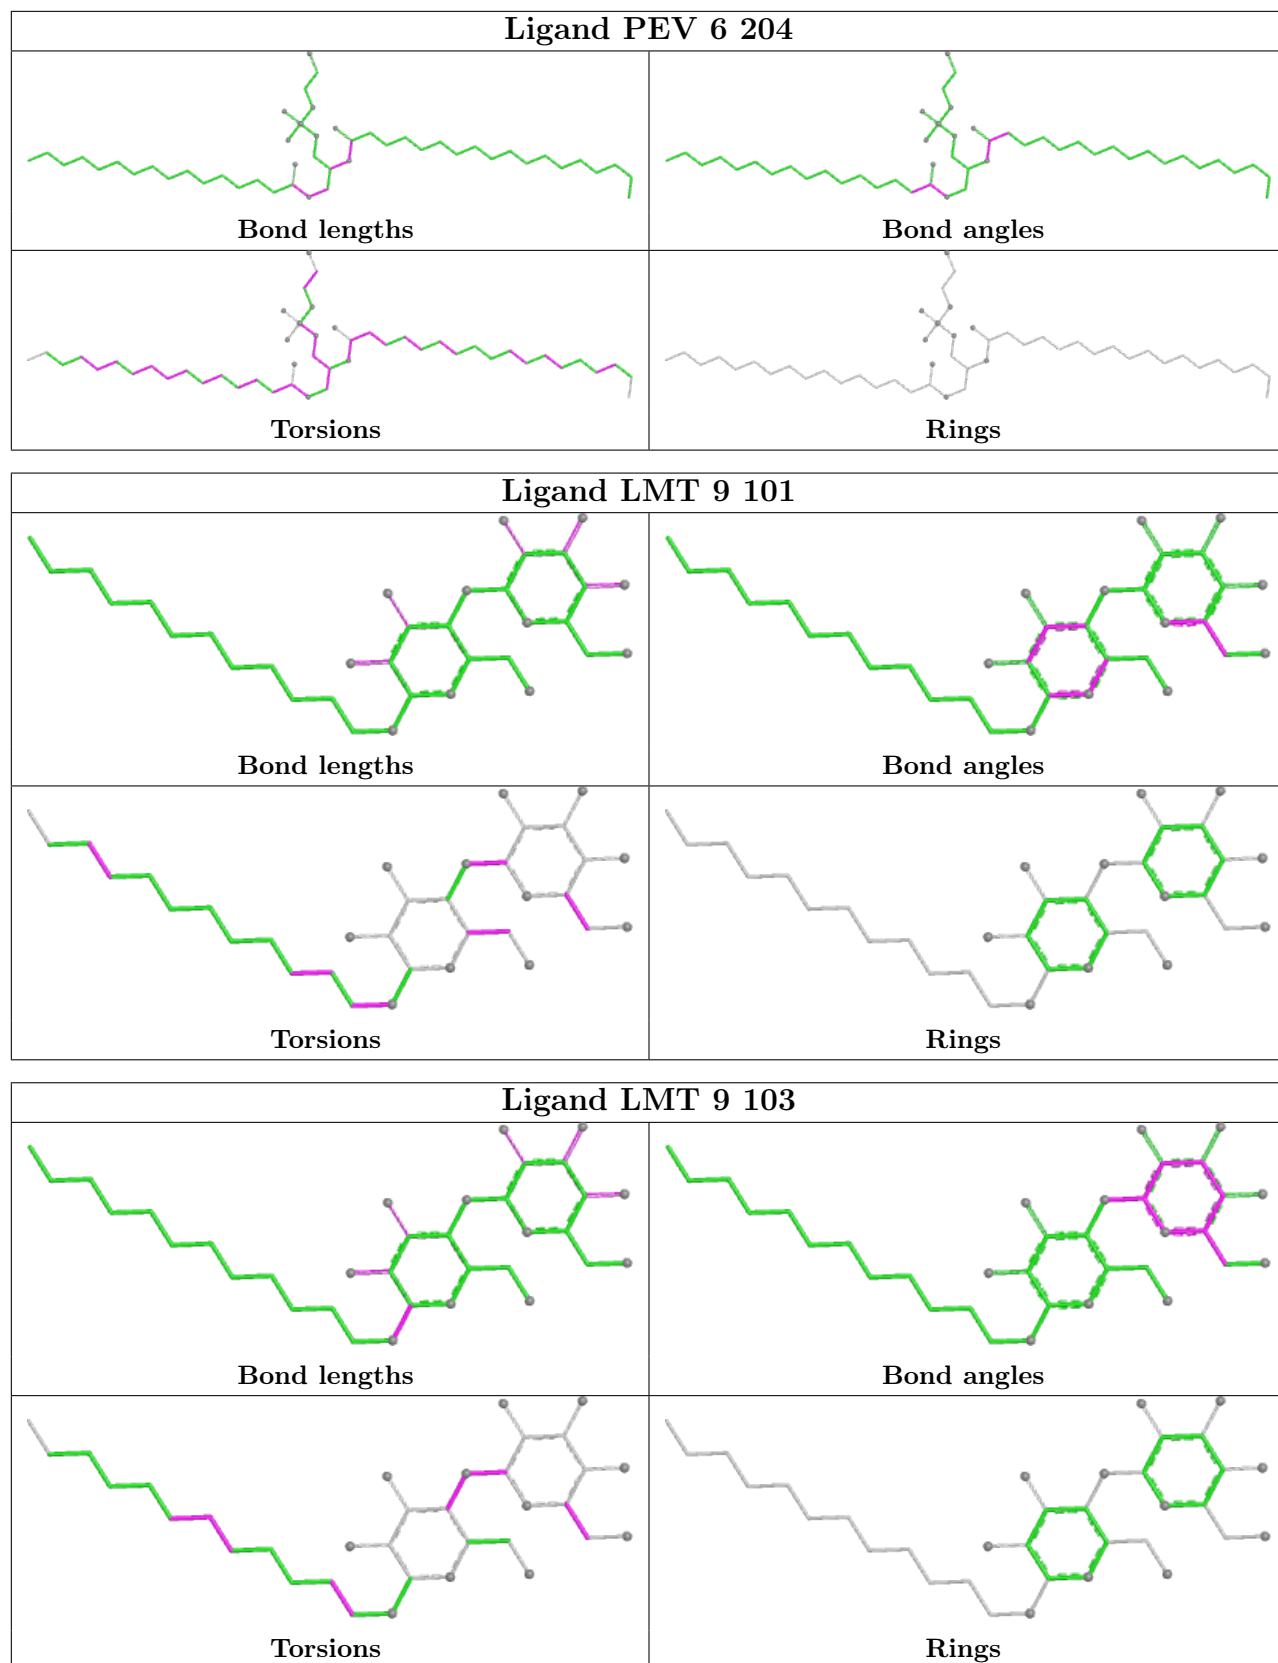 Ligand PEV 6 204
Bond lengths
Bond angles
Torsions
Rings
Ligand LMT 9 101
Bond lengths
Bond angles
Torsions
Rings
Ligand LMT 9 103
Bond lengths
Bond angles
Torsions
Rings